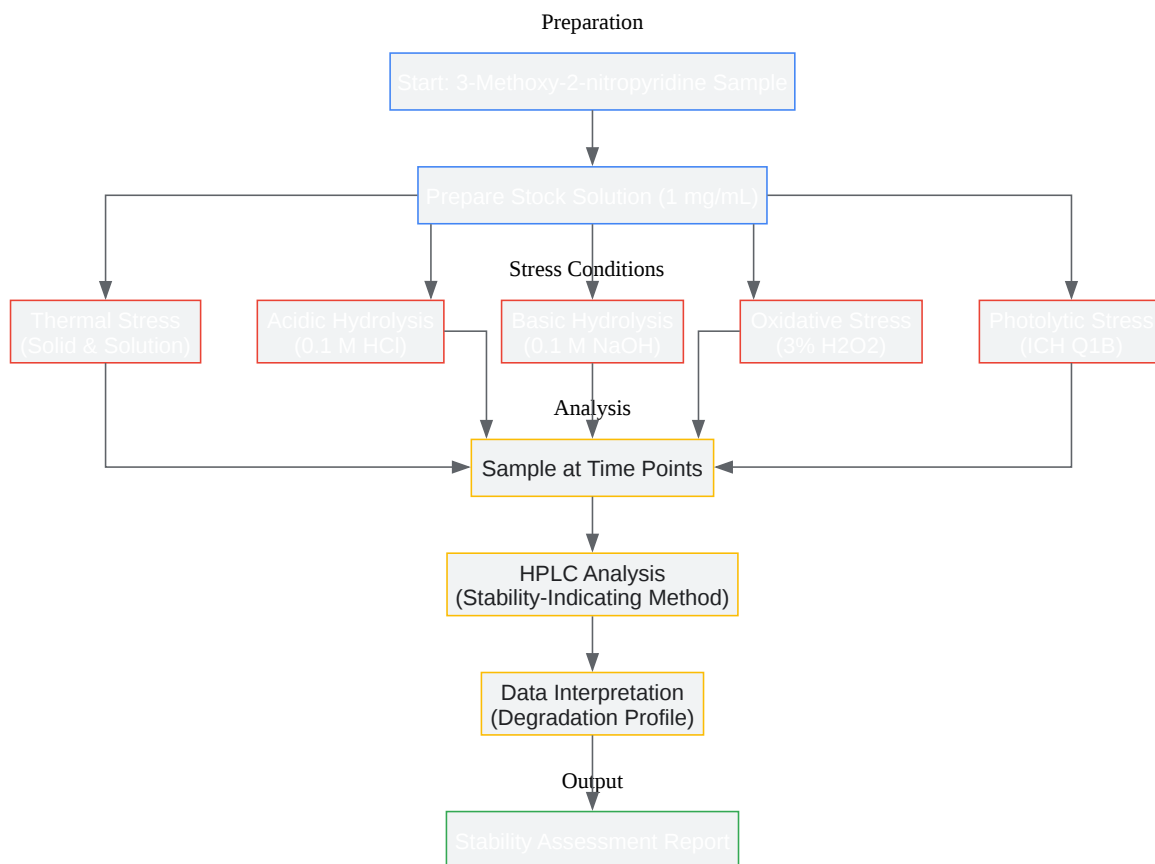 Preparation
Start: 3-Methoxy-2-nitropyridine Sample
Prepare Stock Solution (1 mg/mL)
Stress Conditions
Thermal Stress
(Solid & Solution)
Acidic Hydrolysis
(0.1 M HCl)
Basic Hydrolysis
(0.1 M NaOH)
Oxidative Stress
(3% H2O2)
Photolytic Stress
(ICH Q1B)
Analysis
Sample at Time Points
HPLC Analysis
(Stability-Indicating Method)
Data Interpretation
(Degradation Profile)
Output
Stability Assessment Report